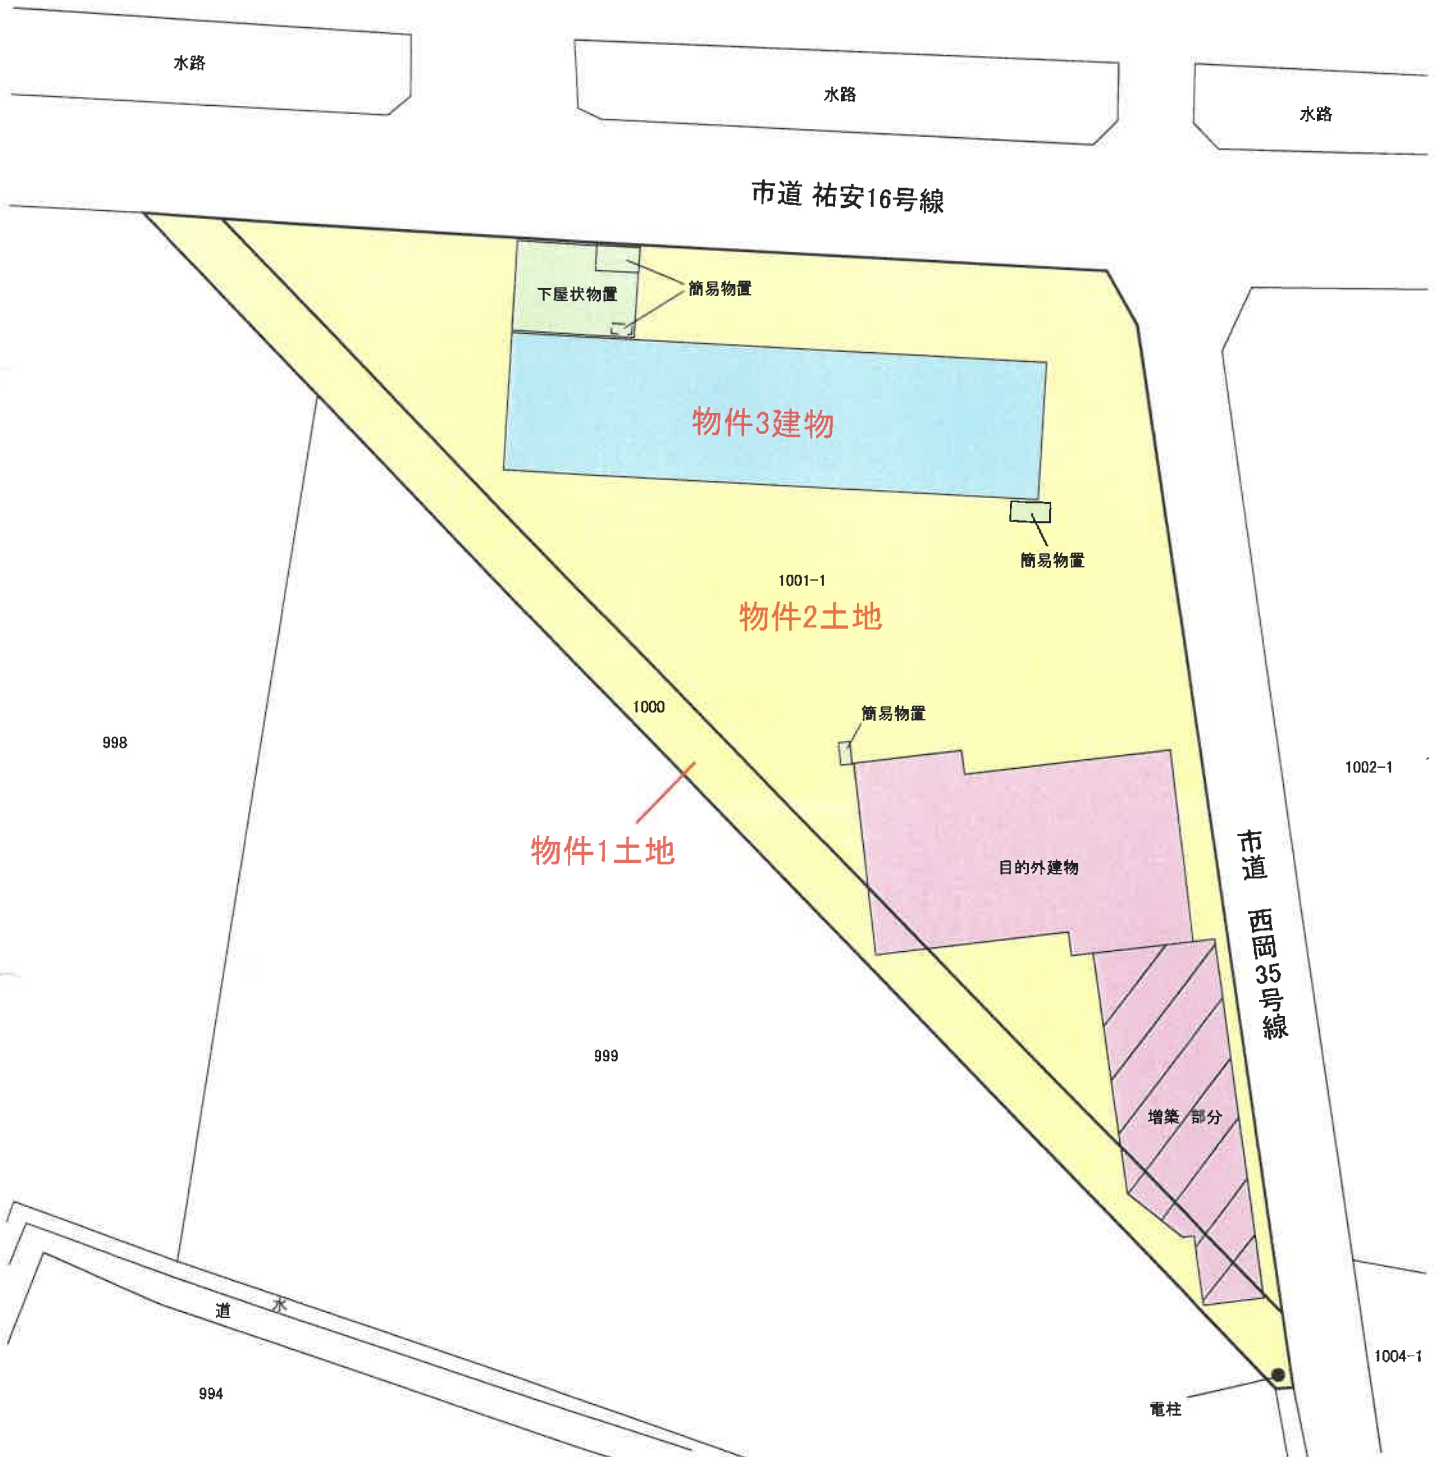 水路
水路
水路
市道 祐安16号線
下屋状物置
簡易物置
物件3建物
簡易物置
1001-1
物件2土地
1000
簡易物置
998
1002-1
物件1土地
目的外建物
市道 西岡35号線
999
増築 部分
水
道
1004-1
994
電柱